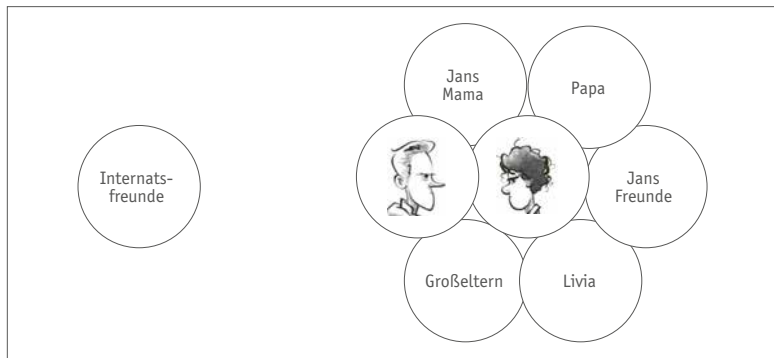 Jans
Mama
Papa
Internats-
freunde
Jans
Freunde
Großeltern
Livia